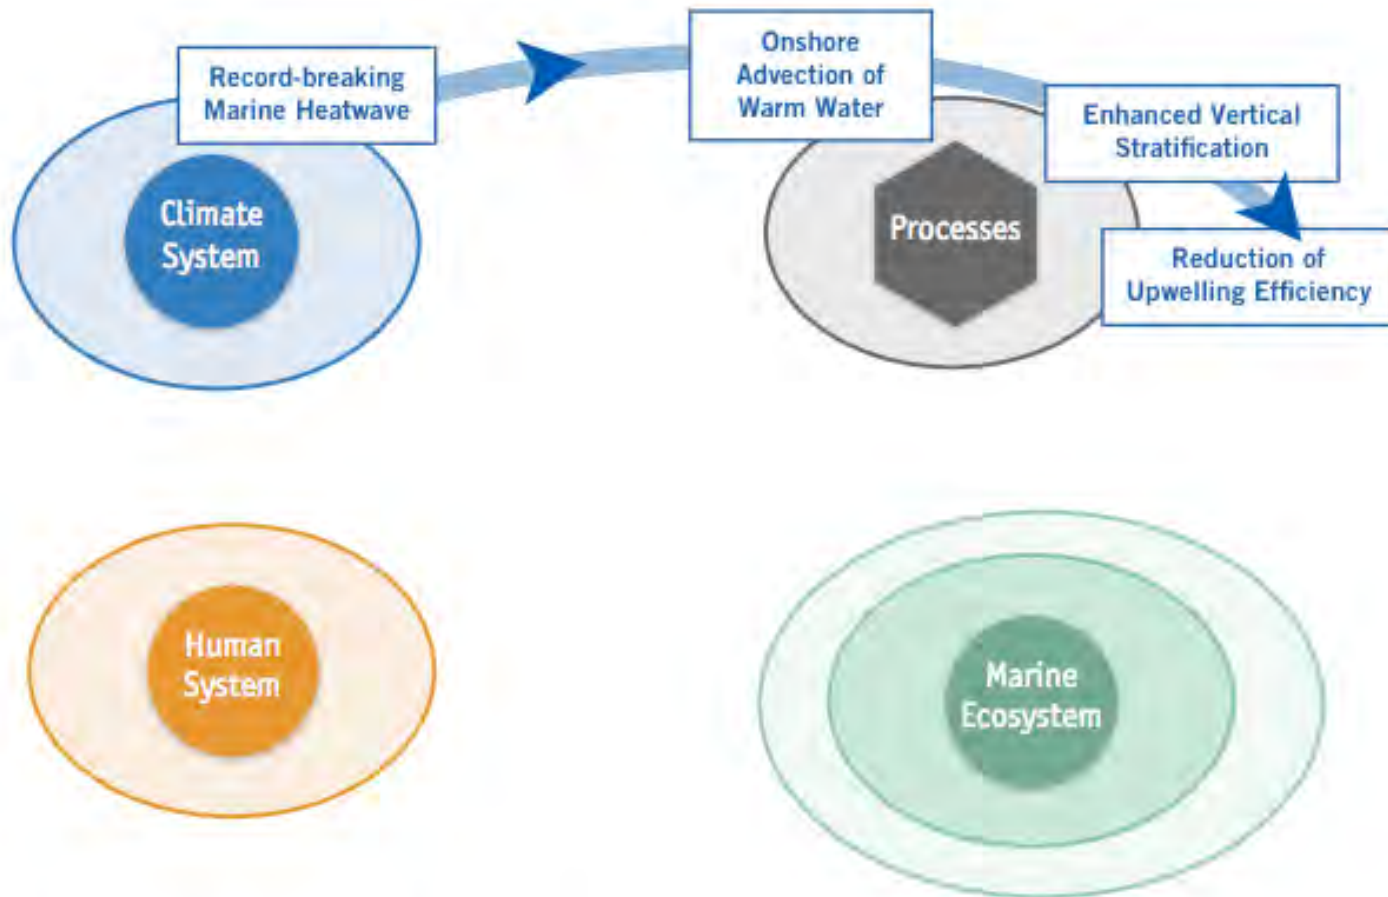 Record-breaking
Marine Heatwave
Onshore
Advection of
Warm Water
Enhanced Vertical
Stratification
Climate
System
Processes
Reduction of
Upwelling Efficiency
Human
System
Marine
Ecosystem